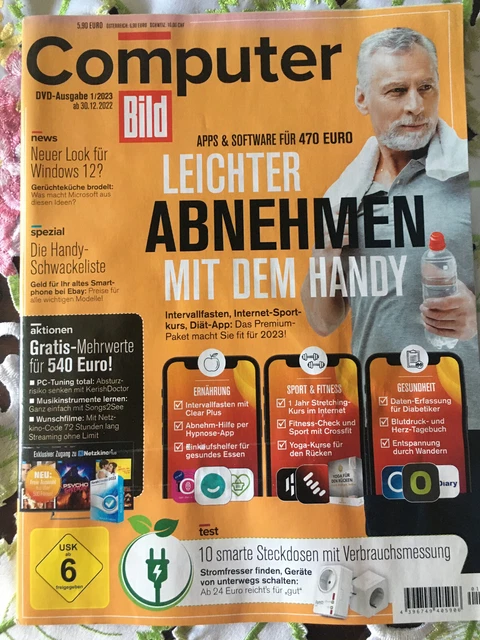 5,90 EURO
Computer
Bild
DVD-Ausgabe 1/2023
ab 30.12.2022
news
Neuer Look für
Windows 12?
Gerüchteküche brodelt:
Was macht Microsoft aus
diesen Ideen?
spezial
Die Handy-
Schwackeliste
Geld für Ihr altes Smart-
phone bei Ebay: Preise für
alle wichtigen Modelle!
APPS & SOFTWARE FÜR 470 EURO
LEICHTER
ABNEHMEN
MIT DEM HANDY
Intervallfasten, Internet-Sport-
kurs, Diät-App: Das Premium-
Paket macht Sie fit für 2023!
aktionen
Gratis-Mehrwerte
für 540 Euro!
PC-Tuning total: Absturz-
risiko senken mit KerishDoctor
Musikinstrumente lernen:
Ganz einfach mit Songs2See
Wunschfilme: Mit Netz-
kino-Code 72 Stunden lang
Streaming ohne Limit
Exklusiver Zugang zu Netzkino
NEU:
PSYCHO
ERNÄHRUNG
Intervallfasten mit
Clear Plus
Abnehm-Hilfe per
Hypnose-App
Einkaufshelfer für
gesundes Essen
SPORT & FITNESS
1 Jahr Stretching-
Kurs im Internet
Fitness-Check und
Sport mit Crossfit
Yoga-Kurse für
den Rücken
GESUNDHEIT
Daten-Erfassung
für Diabetiker
Blutdruck- und
Herz-Tagebuch
Entspannung
durch Wandern
Diary
USK
ab
6
freigegeben
test
10 smarte Steckdosen mit Verbrauchsmessung
Stromfresser finden, Geräte
von unterwegs schalten:
Ab 24 Euro reicht's für „gut“